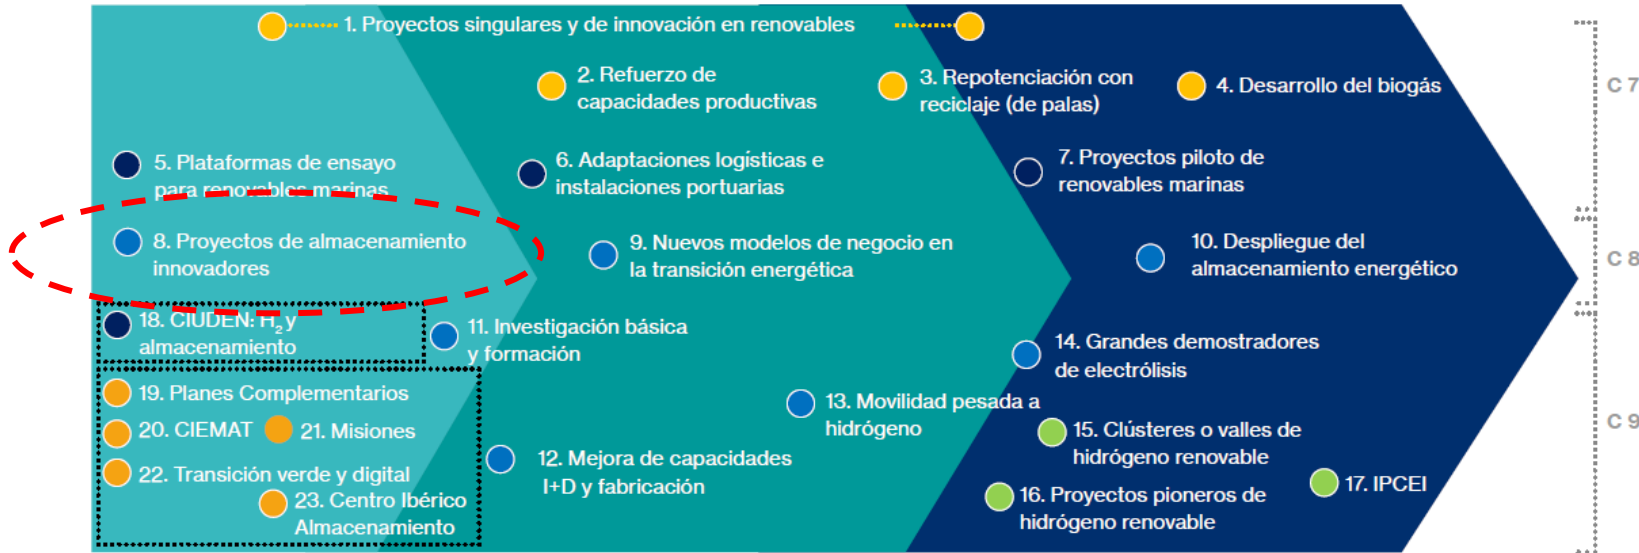 1. Proyectos singulares y de innovación en renovables
2. Refuerzo de
capacidades productivas
3. Repotenciación con
reciclaje (de palas)
4. Desarrollo del biogás
C 7
5. Plataformas de ensayo
para renovables marinas
6. Adaptaciones logísticas e
instalaciones portuarias
7. Proyectos piloto de
renovables marinas
8. Proyectos de almacenamiento
innovadores
9. Nuevos modelos de negocio en
la transición energética
10. Despliegue del
almacenamiento energético
C 8
18. CIUDEN: H₂ y
almacenamiento
11. Investigación básica
y formación
14. Grandes demostradores
de electrólisis
19. Planes Complementarios
20. CIEMAT
21. Misiones
22. Transición verde y digital
23. Centro Ibérico
Almacenamiento
12. Mejora de capacidades
I+D y fabricación
13. Movilidad pesada a
hidrógeno
15. Clústeres o valles de
hidrógeno renovable
16. Proyectos pioneros de
hidrógeno renovable
17. IPCEI
C 9